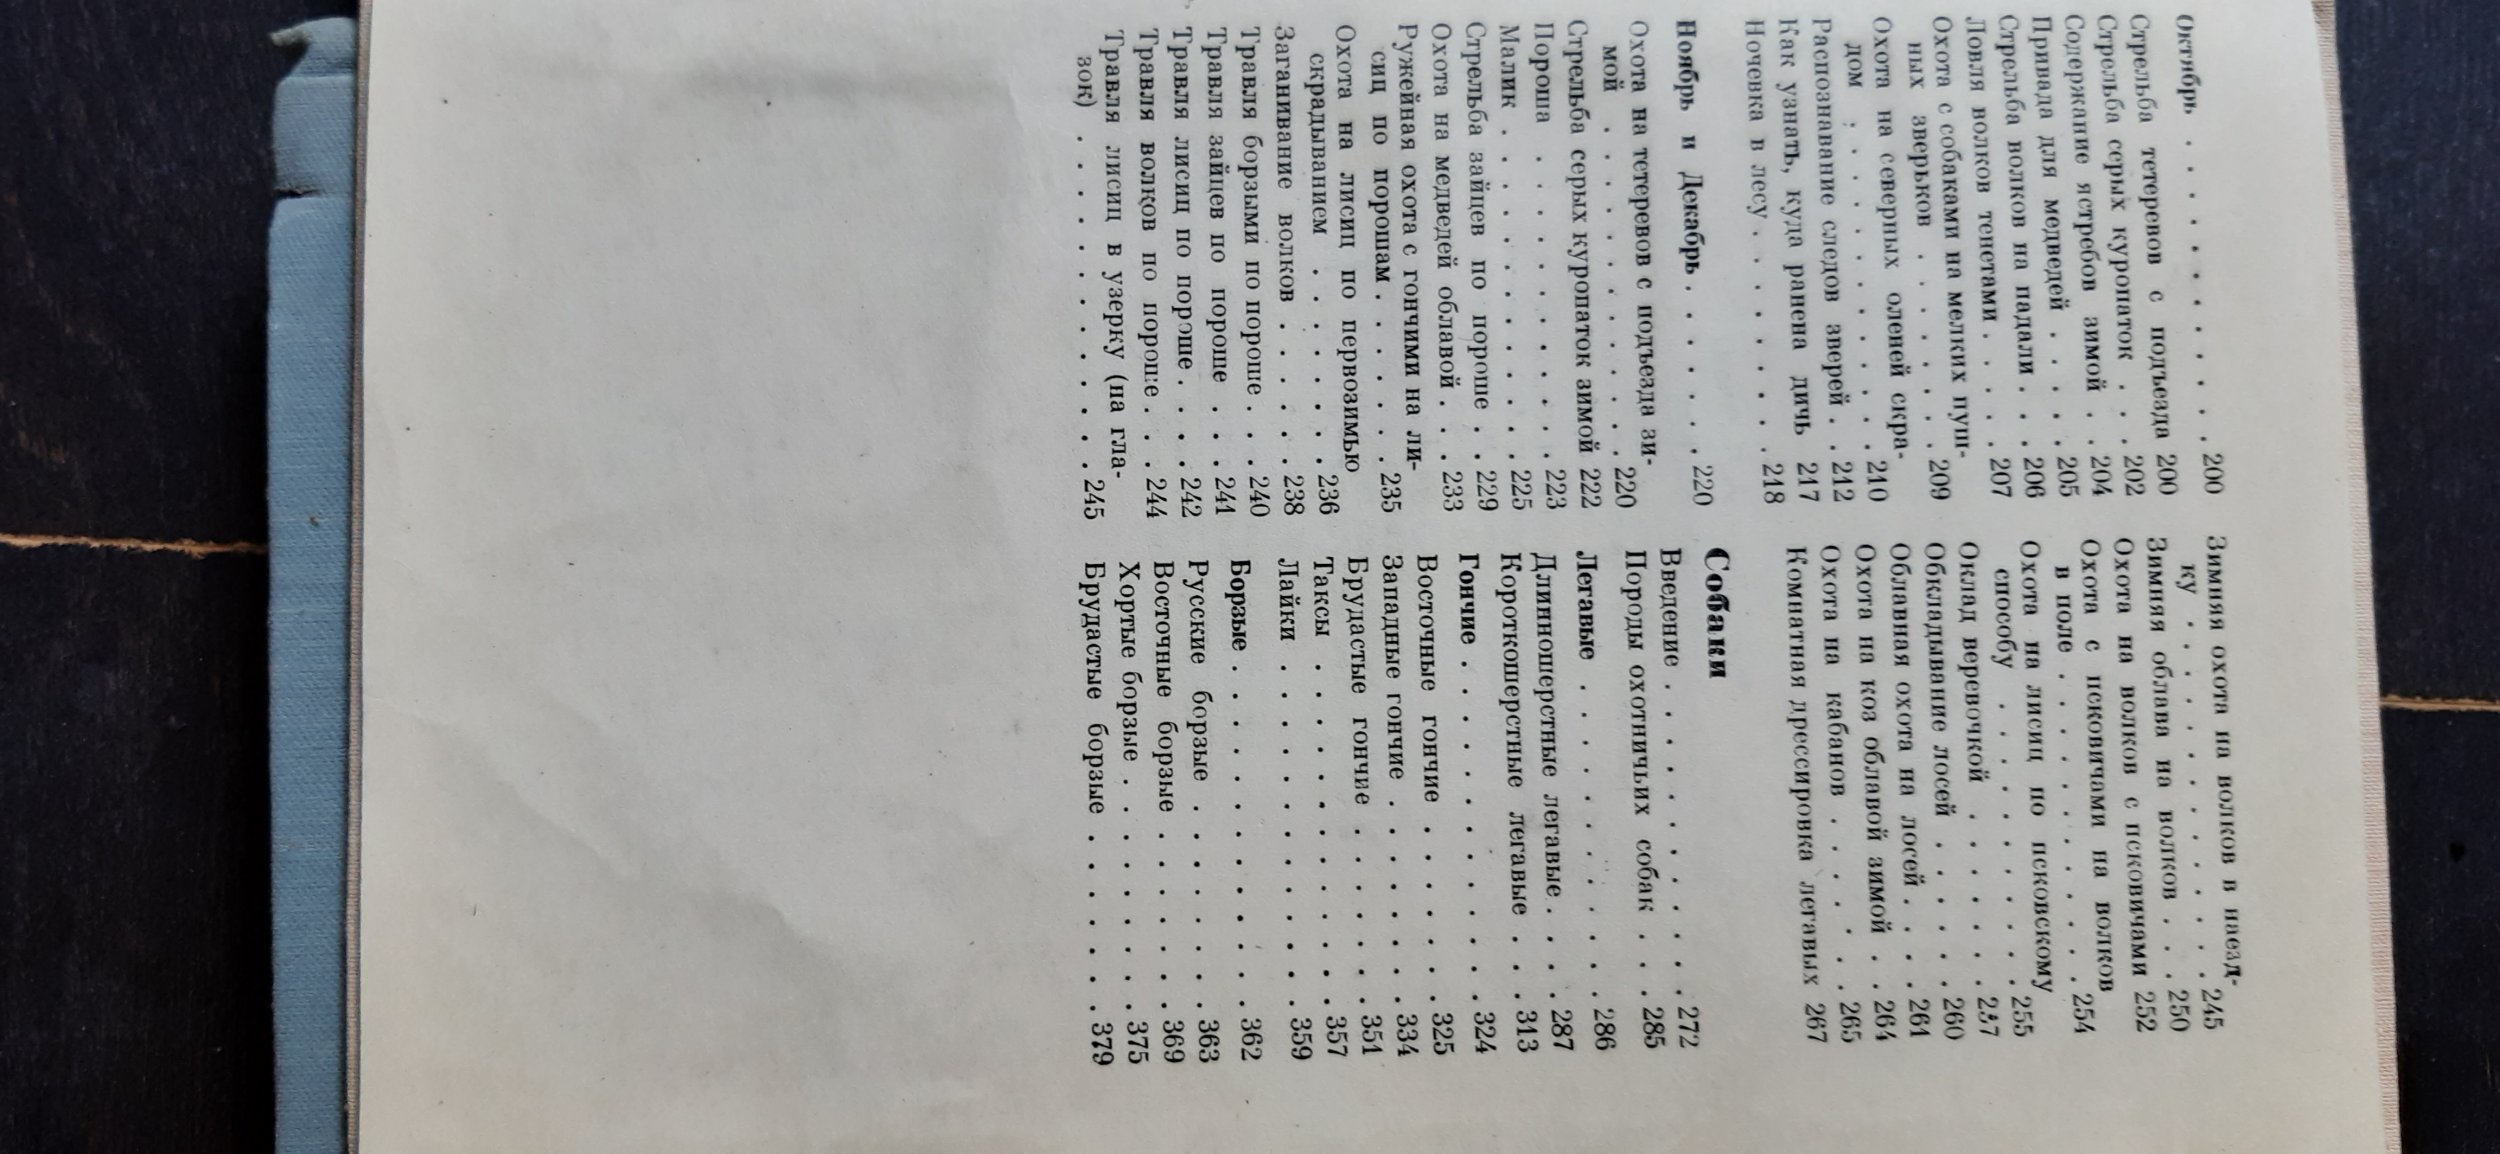 Октябрь . . . . . . . . . . . . . 200
Стрельба тетеревов с подъезда 200
Стрельба серых куропаток . . . 202
Содержание ястребов зимой . . 204
Привада для медведей . . . . . 205
Стрельба волков на падали . . . 206
Ловля волков тенетами . . . . . 207
Охота с собаками на мелких пуш-
ных зверьков . . . . . . . . 209
Охота на северных оленей скра-
дом . . . . . . . . . . . . 210
Распознавание следов зверей . . 212
Как узнать, куда ранена дичь 217
Ночевка в лесу . . . . . . . . 218
Ноябрь и Декабрь . . . . . . . 220
Охота на тетеревов с подъезда зи-
мой . . . . . . . . . . . . 220
Стрельба серых куропаток зимой 222
Пороша . . . . . . . . . . . 223
Малик . . . . . . . . . . . . 225
Стрельба зайцев по пороше . . 229
Охота на медведей облавой . . . 233
Ружейная охота с гончими на ли-
сиц по порошам . . . . . . . 235
Охота на лисиц по первозимью
скрадыванием . . . . . . . . 236
Заганивание волков . . . . . . 238
Травля борзыми по пороше . . . 240
Травля зайцев по пороше . . . 241
Травля лисиц по пороше . . . . 242
Травля волков по пороше . . . 244
Травля лисиц в узерку (на гла-
зок) . . . . . . . . . . . . . 245
Зимняя охота на волков в наезд-
ку . . . . . . . . . . . . . . 245
Зимняя облава на волков . . . 250
Охота на волков с псковичами 252
Охота с псковичами на волков
в поле . . . . . . . . . . . 254
Охота на лисиц по псковскому
способу . . . . . . . . . . 255
Оклад веревочкой . . . . . . . 257
Обкладывание лосей . . . . . . 260
Облавная охота на лосей . . . . 261
Охота на коз облавой зимой . . 264
Охота на кабанов . . . . . . . 265
Комнатная дрессировка легавых 267
Собаки
Введение . . . . . . . . . . . . 272
Породы охотничьих собак . . . 285
Легавые . . . . . . . . . . . 286
Длинношерстные легавые . . . . 287
Короткошерстные легавые . . . 313
Гончие . . . . . . . . . . . . 324
Восточные гончие . . . . . . . 325
Западные гончие . . . . . . . . 334
Брудастые гончие . . . . . . . 351
Таксы . . . . . . . . . . . . 357
Лайки . . . . . . . . . . . . . 359
Борзые . . . . . . . . . . . . . 362
Русские борзые . . . . . . . . 363
Восточные борзые . . . . . . . 369
Хортые борзые . . . . . . . . . 375
Брудастые борзые . . . . . . . 379